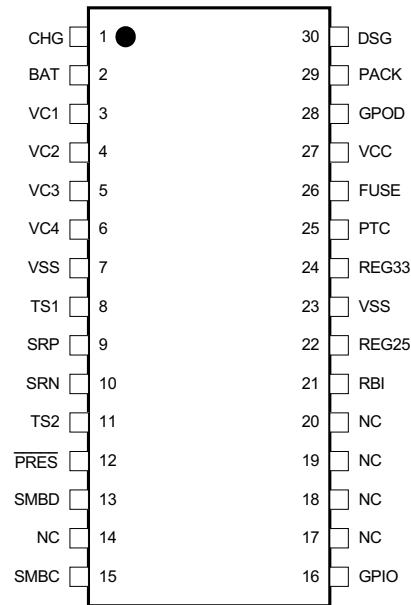 CHG 1 30 DSG
BAT 2 29 PACK
VC1 3 28 GPOD
VC2 4 27 VCC
VC3 5 26 FUSE
VC4 6 25 PTC
VSS 7 24 REG33
TS1 8 23 VSS
SRP 9 22 REG25
SRN 10 21 RBI
TS2 11 20 NC
PRES 12 19 NC
SMBD 13 18 NC
NC 14 17 NC
SMBC 15 16 GPIO